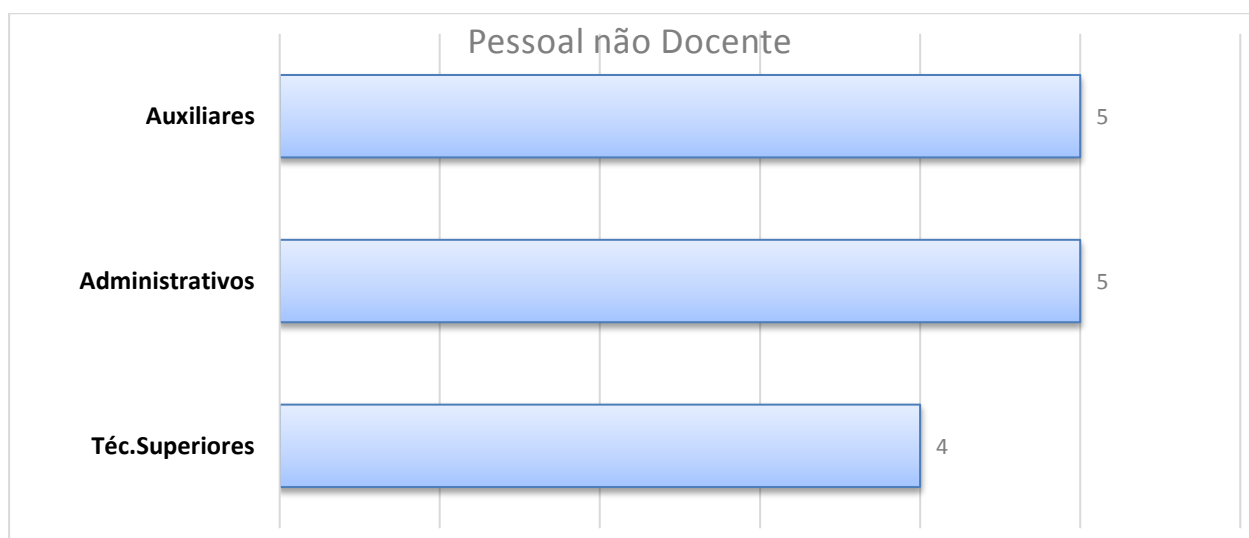 Pessoal não Docente
Auxiliares
5
Administrativos
5
Téc.Superiores
4